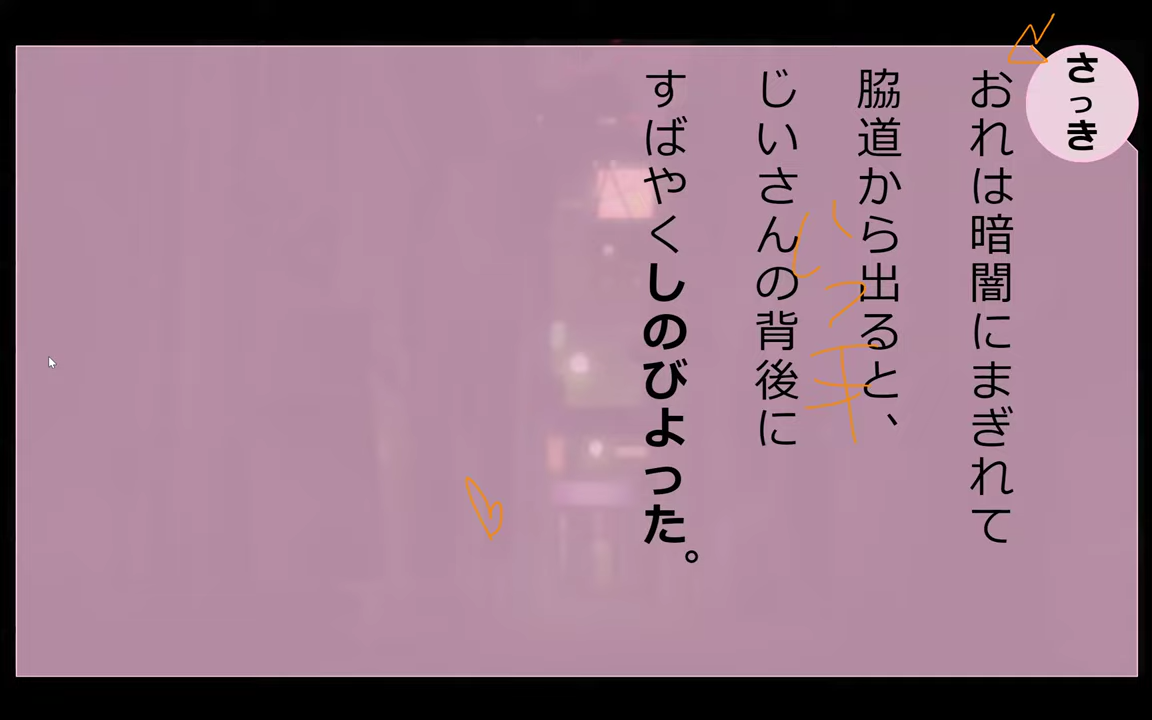 さっき
おれは暗闇にまぎれて
脇道から出ると、
じいさんの背後に
すばやくしのびよった。